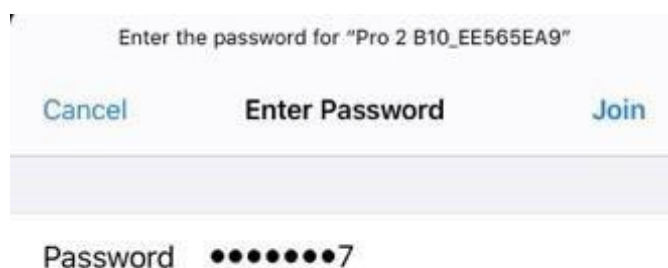 Enter the password for “Pro 2 B10_EE565EA9”
Cancel Enter Password Join
Password ●●●●●●●7